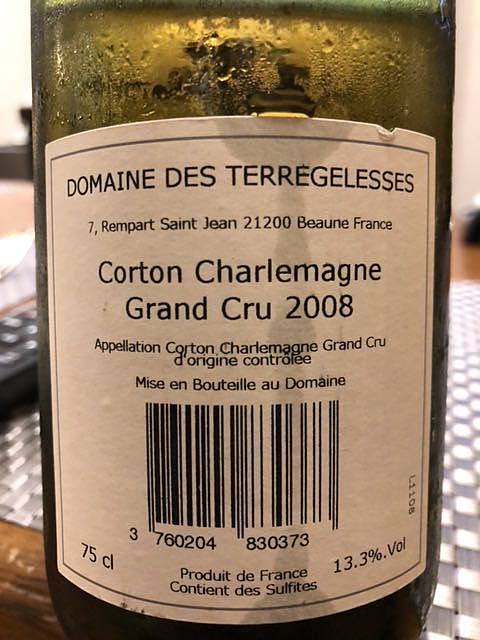 DOMAINE DES TERREGELESSES
7, Rempart Saint Jean 21200 Beaune France
Corton Charlemagne
Grand Cru 2008
Appellation Corton Charlemagne Grand Cru
d'origine contrôlée
Mise en Bouteille au Domaine
L1108
3 760204 830373
75 cl
13.3%.Vol
Produit de France
Contient des Sulfites